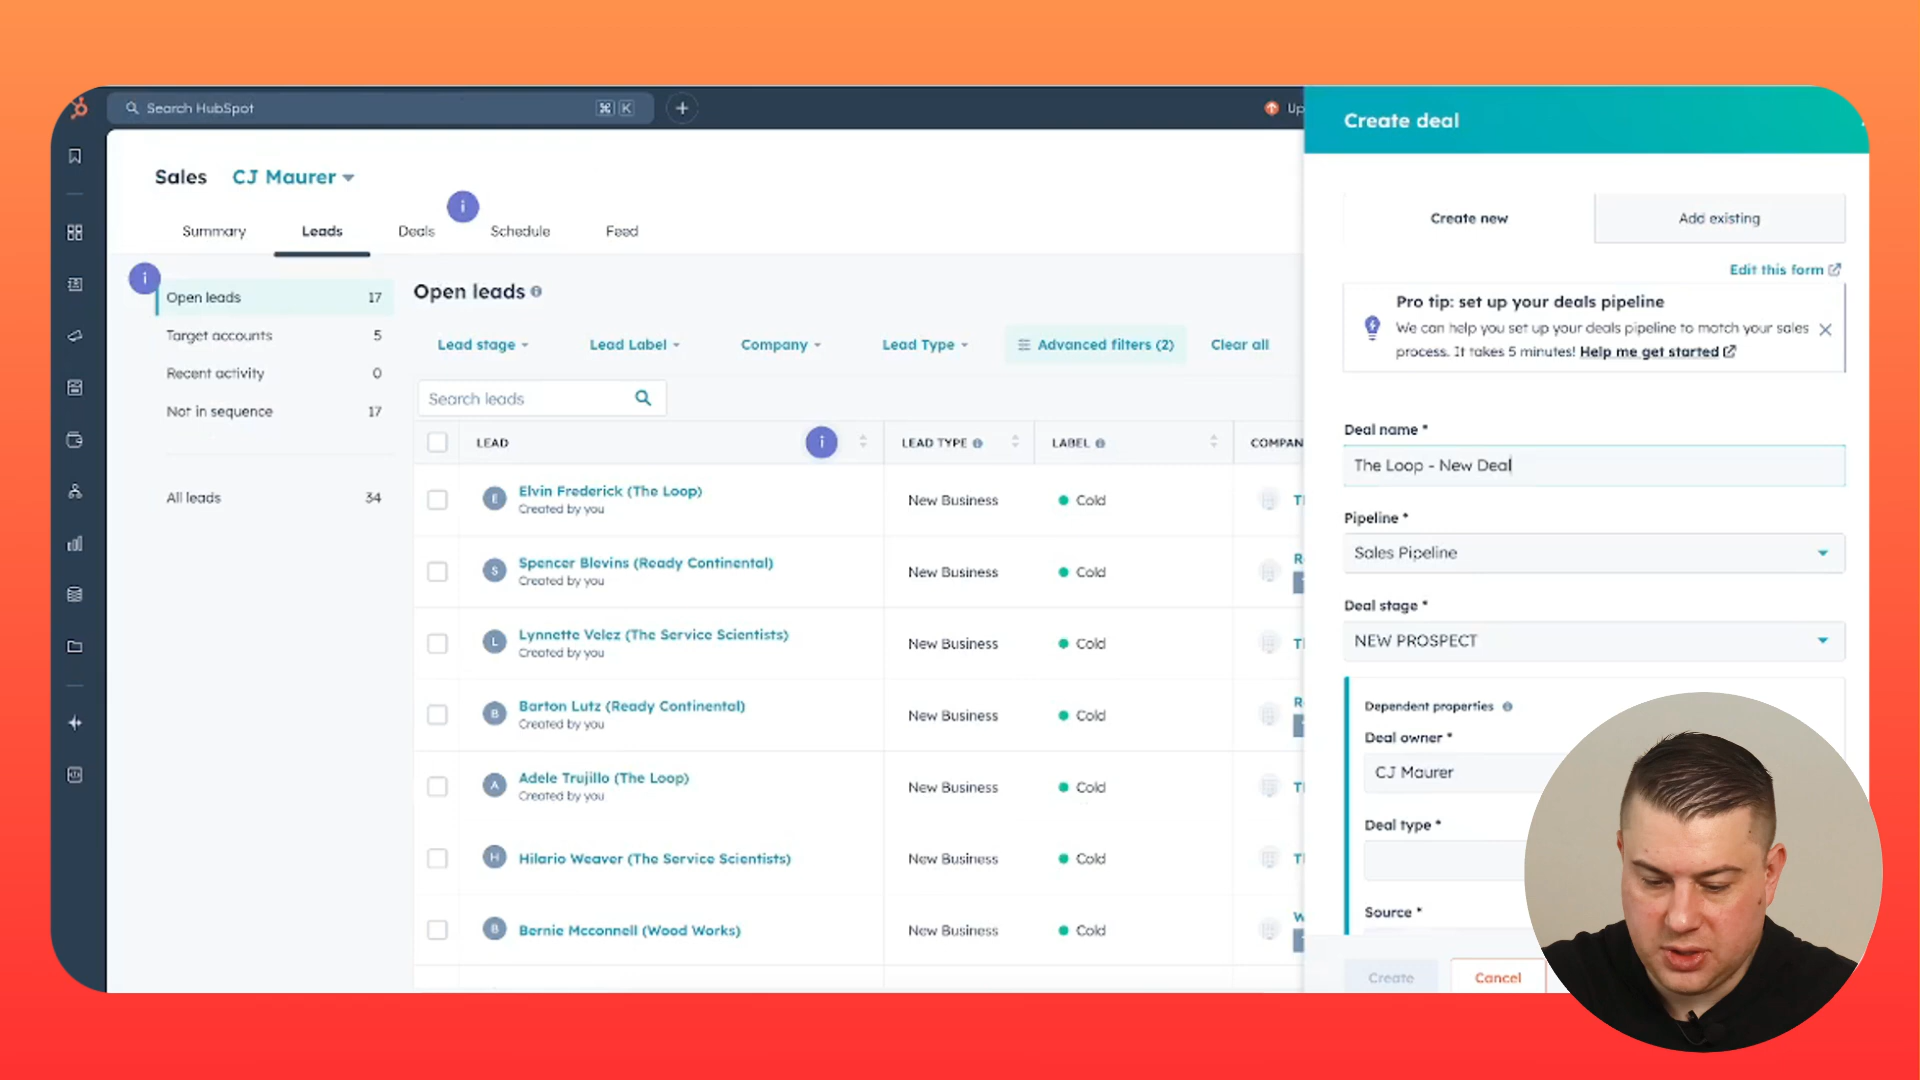 Search HubSpot
⌘ K
+
Up
Sales
CJ Maurer
Summary
Leads
Deals
i
Schedule
Feed
i
Open leads 17
Target accounts 5
Recent activity 0
Not in sequence 17
All leads 34
Open leads i
Lead stage
Lead Label
Company
Lead Type
Advanced filters (2)
Clear all
Search leads
LEAD
i
LEAD TYPE i
LABEL i
COMPAN
E
Elvin Frederick (The Loop)
Created by you
New Business
Cold
S
Spencer Blevins (Ready Continental)
Created by you
New Business
Cold
L
Lynnette Velez (The Service Scientists)
Created by you
New Business
Cold
B
Barton Lutz (Ready Continental)
Created by you
New Business
Cold
A
Adele Trujillo (The Loop)
Created by you
New Business
Cold
H
Hilario Weaver (The Service Scientists)
New Business
Cold
B
Bernie Mcconnell (Wood Works)
New Business
Cold
Create deal
Create new
Add existing
Edit this form
Pro tip: set up your deals pipeline
We can help you set up your deals pipeline to match your sales
process. It takes 5 minutes! Help me get started
Deal name *
The Loop - New Deal
Pipeline *
Sales Pipeline
Deal stage *
NEW PROSPECT
Dependent properties i
Deal owner *
CJ Maurer
Deal type *
Source *
Create
Cancel